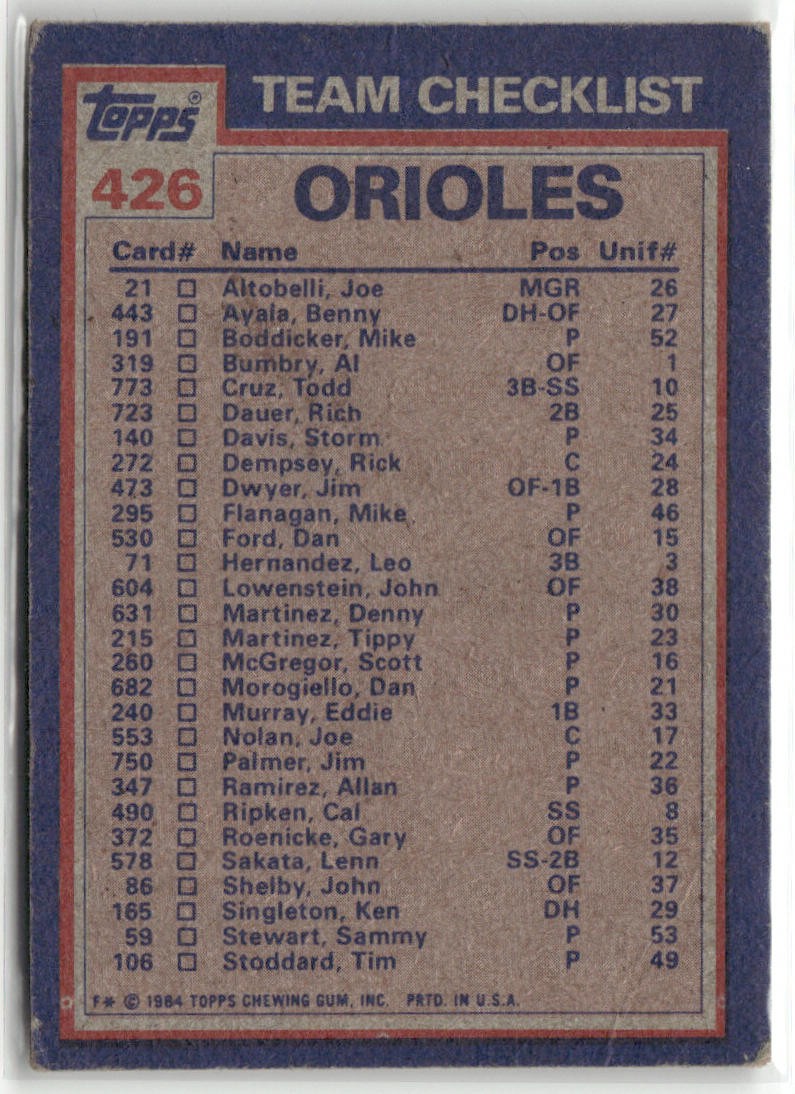 TOPPS® TEAM CHECKLIST
426 ORIOLES
Card# Name Pos Unif#
21 □ Altobelli, Joe MGR 26
443 □ Ayala, Benny DH-OF 27
191 □ Boddicker, Mike P 52
319 □ Bumbry, Al OF 1
773 □ Cruz, Todd 3B-SS 10
723 □ Dauer, Rich 2B 25
140 □ Davis, Storm P 34
272 □ Dempsey, Rick C 24
473 □ Dwyer, Jim OF-1B 28
295 □ Flanagan, Mike P 46
530 □ Ford, Dan OF 15
71 □ Hernandez, Leo 3B 3
604 □ Lowenstein, John OF 38
631 □ Martinez, Denny P 30
215 □ Martinez, Tippy P 23
260 □ McGregor, Scott P 16
682 □ Morogiello, Dan P 21
240 □ Murray, Eddie 1B 33
553 □ Nolan, Joe C 17
750 □ Palmer, Jim P 22
347 □ Ramirez, Allan P 36
490 □ Ripken, Cal SS 8
372 □ Roenicke, Gary OF 35
578 □ Sakata, Lenn SS-2B 12
86 □ Shelby, John OF 37
165 □ Singleton, Ken DH 29
59 □ Stewart, Sammy P 53
106 □ Stoddard, Tim P 49
F* © 1984 TOPPS CHEWING GUM, INC. PRTD. IN U.S.A.